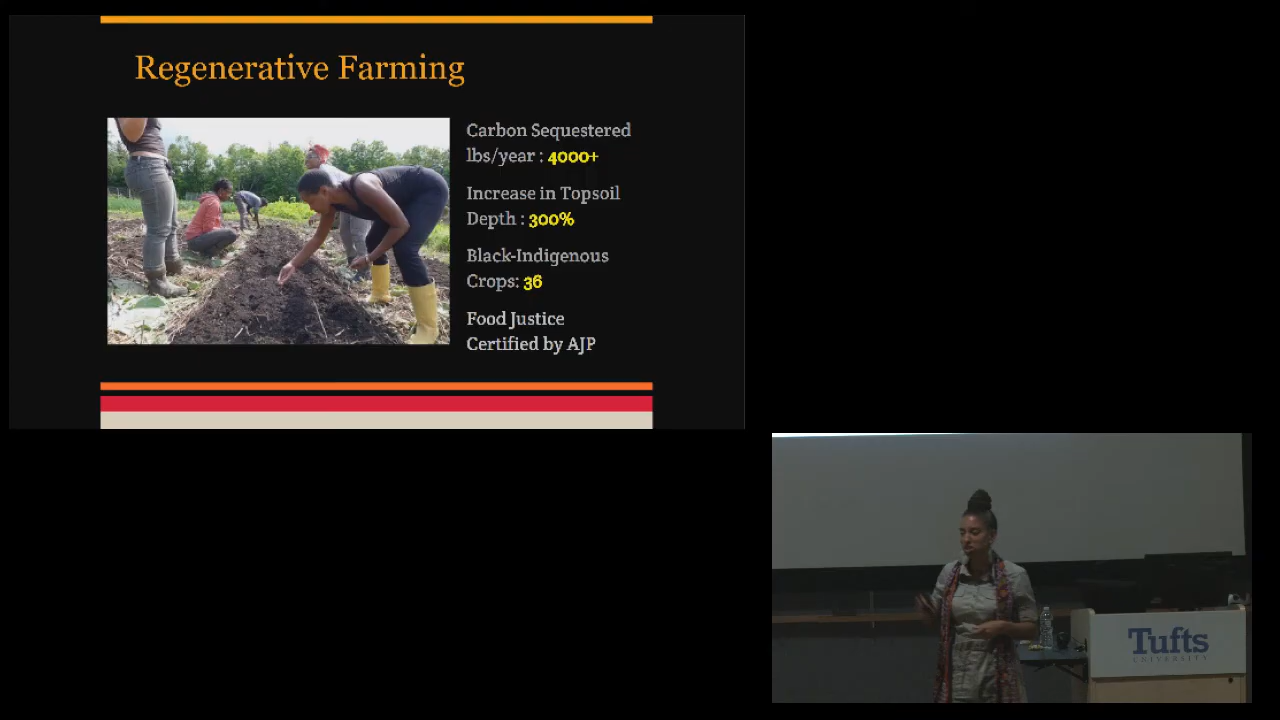 Regenerative Farming
Carbon Sequestered
lbs/year : 4000+
Increase in Topsoil
Depth : 300%
Black-Indigenous
Crops: 36
Food Justice
Certified by AJP
Tufts
UNIVERSITY